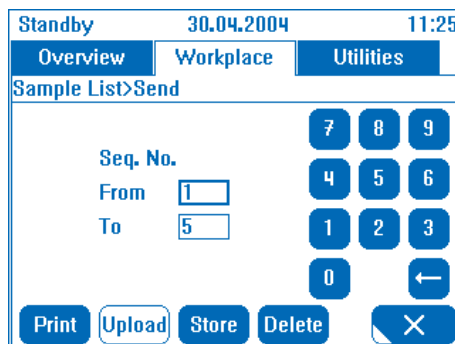 Standby 30.04.2004 11:25
Overview Workplace Utilities
Sample List>Send
7 8 9
Seq. No.
4 5 6
From 1
To 5
1 2 3
0 ←
Print Upload Store Delete ×